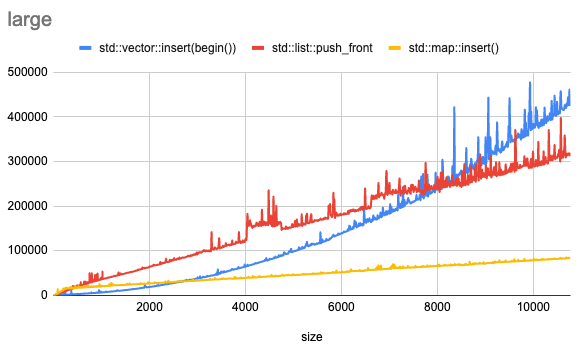 large
std::vector::insert(begin()) std::list::push_front std::map::insert()
500000
400000
300000
200000
100000
0
2000 4000 6000 8000 10000
size